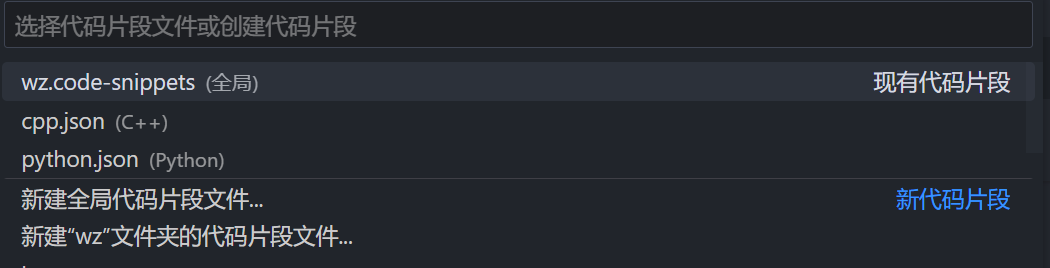 选择代码片段文件或创建代码片段
wz.code-snippets (全局) 现有代码片段
cpp.json (C++)
python.json (Python)
新建全局代码片段文件... 新代码片段
新建“wz”文件夹的代码片段文件...